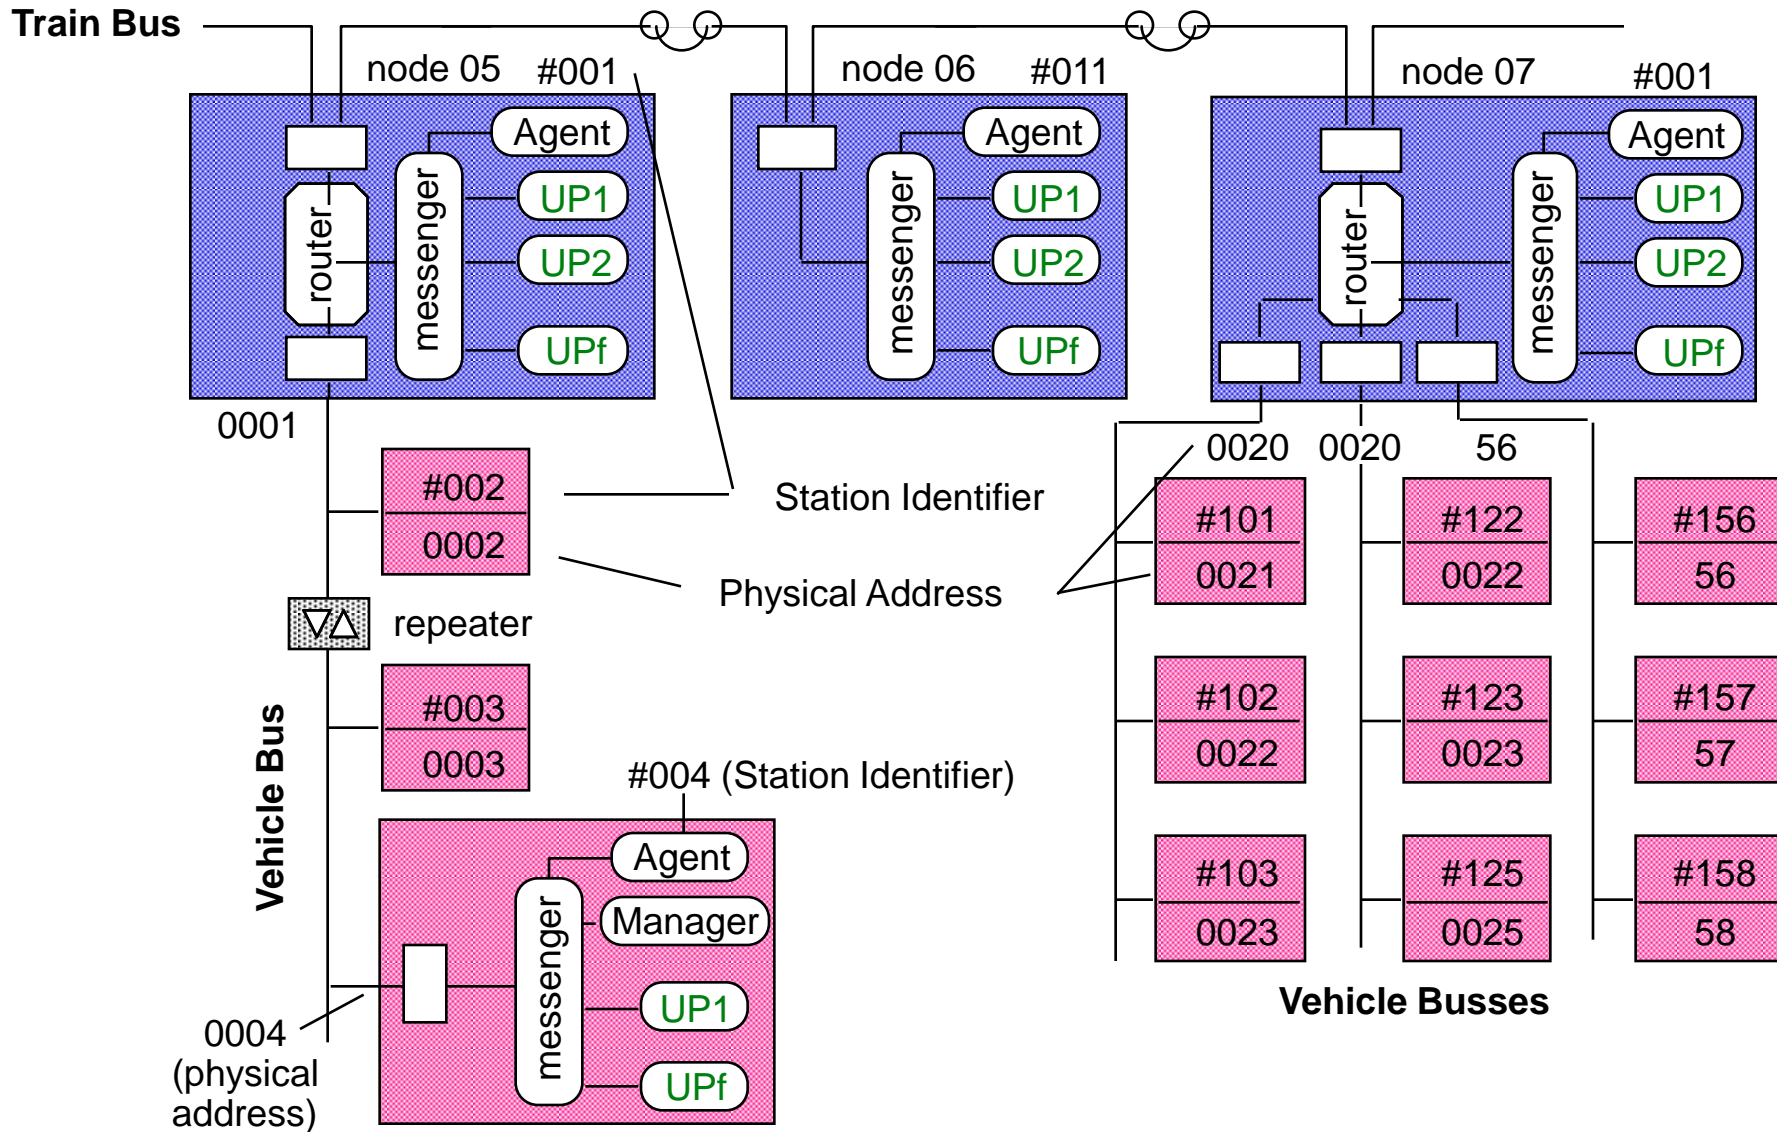 Train Bus
node 05
#001
node 06
#011
node 07
#001
Agent
UP1
UP2
UPf
router
messenger
Agent
UP1
UP2
UPf
messenger
Agent
UP1
UP2
UPf
router
messenger
0001
0020
0020
56
#002
0002
Station Identifier
Physical Address
repeater
#003
0003
Vehicle Bus
#004 (Station Identifier)
Agent
Manager
UP1
UPf
messenger
0004
(physical
address)
#101
0021
#122
0022
#156
56
#102
0022
#123
0023
#157
57
#103
0023
#125
0025
#158
58
Vehicle Busses